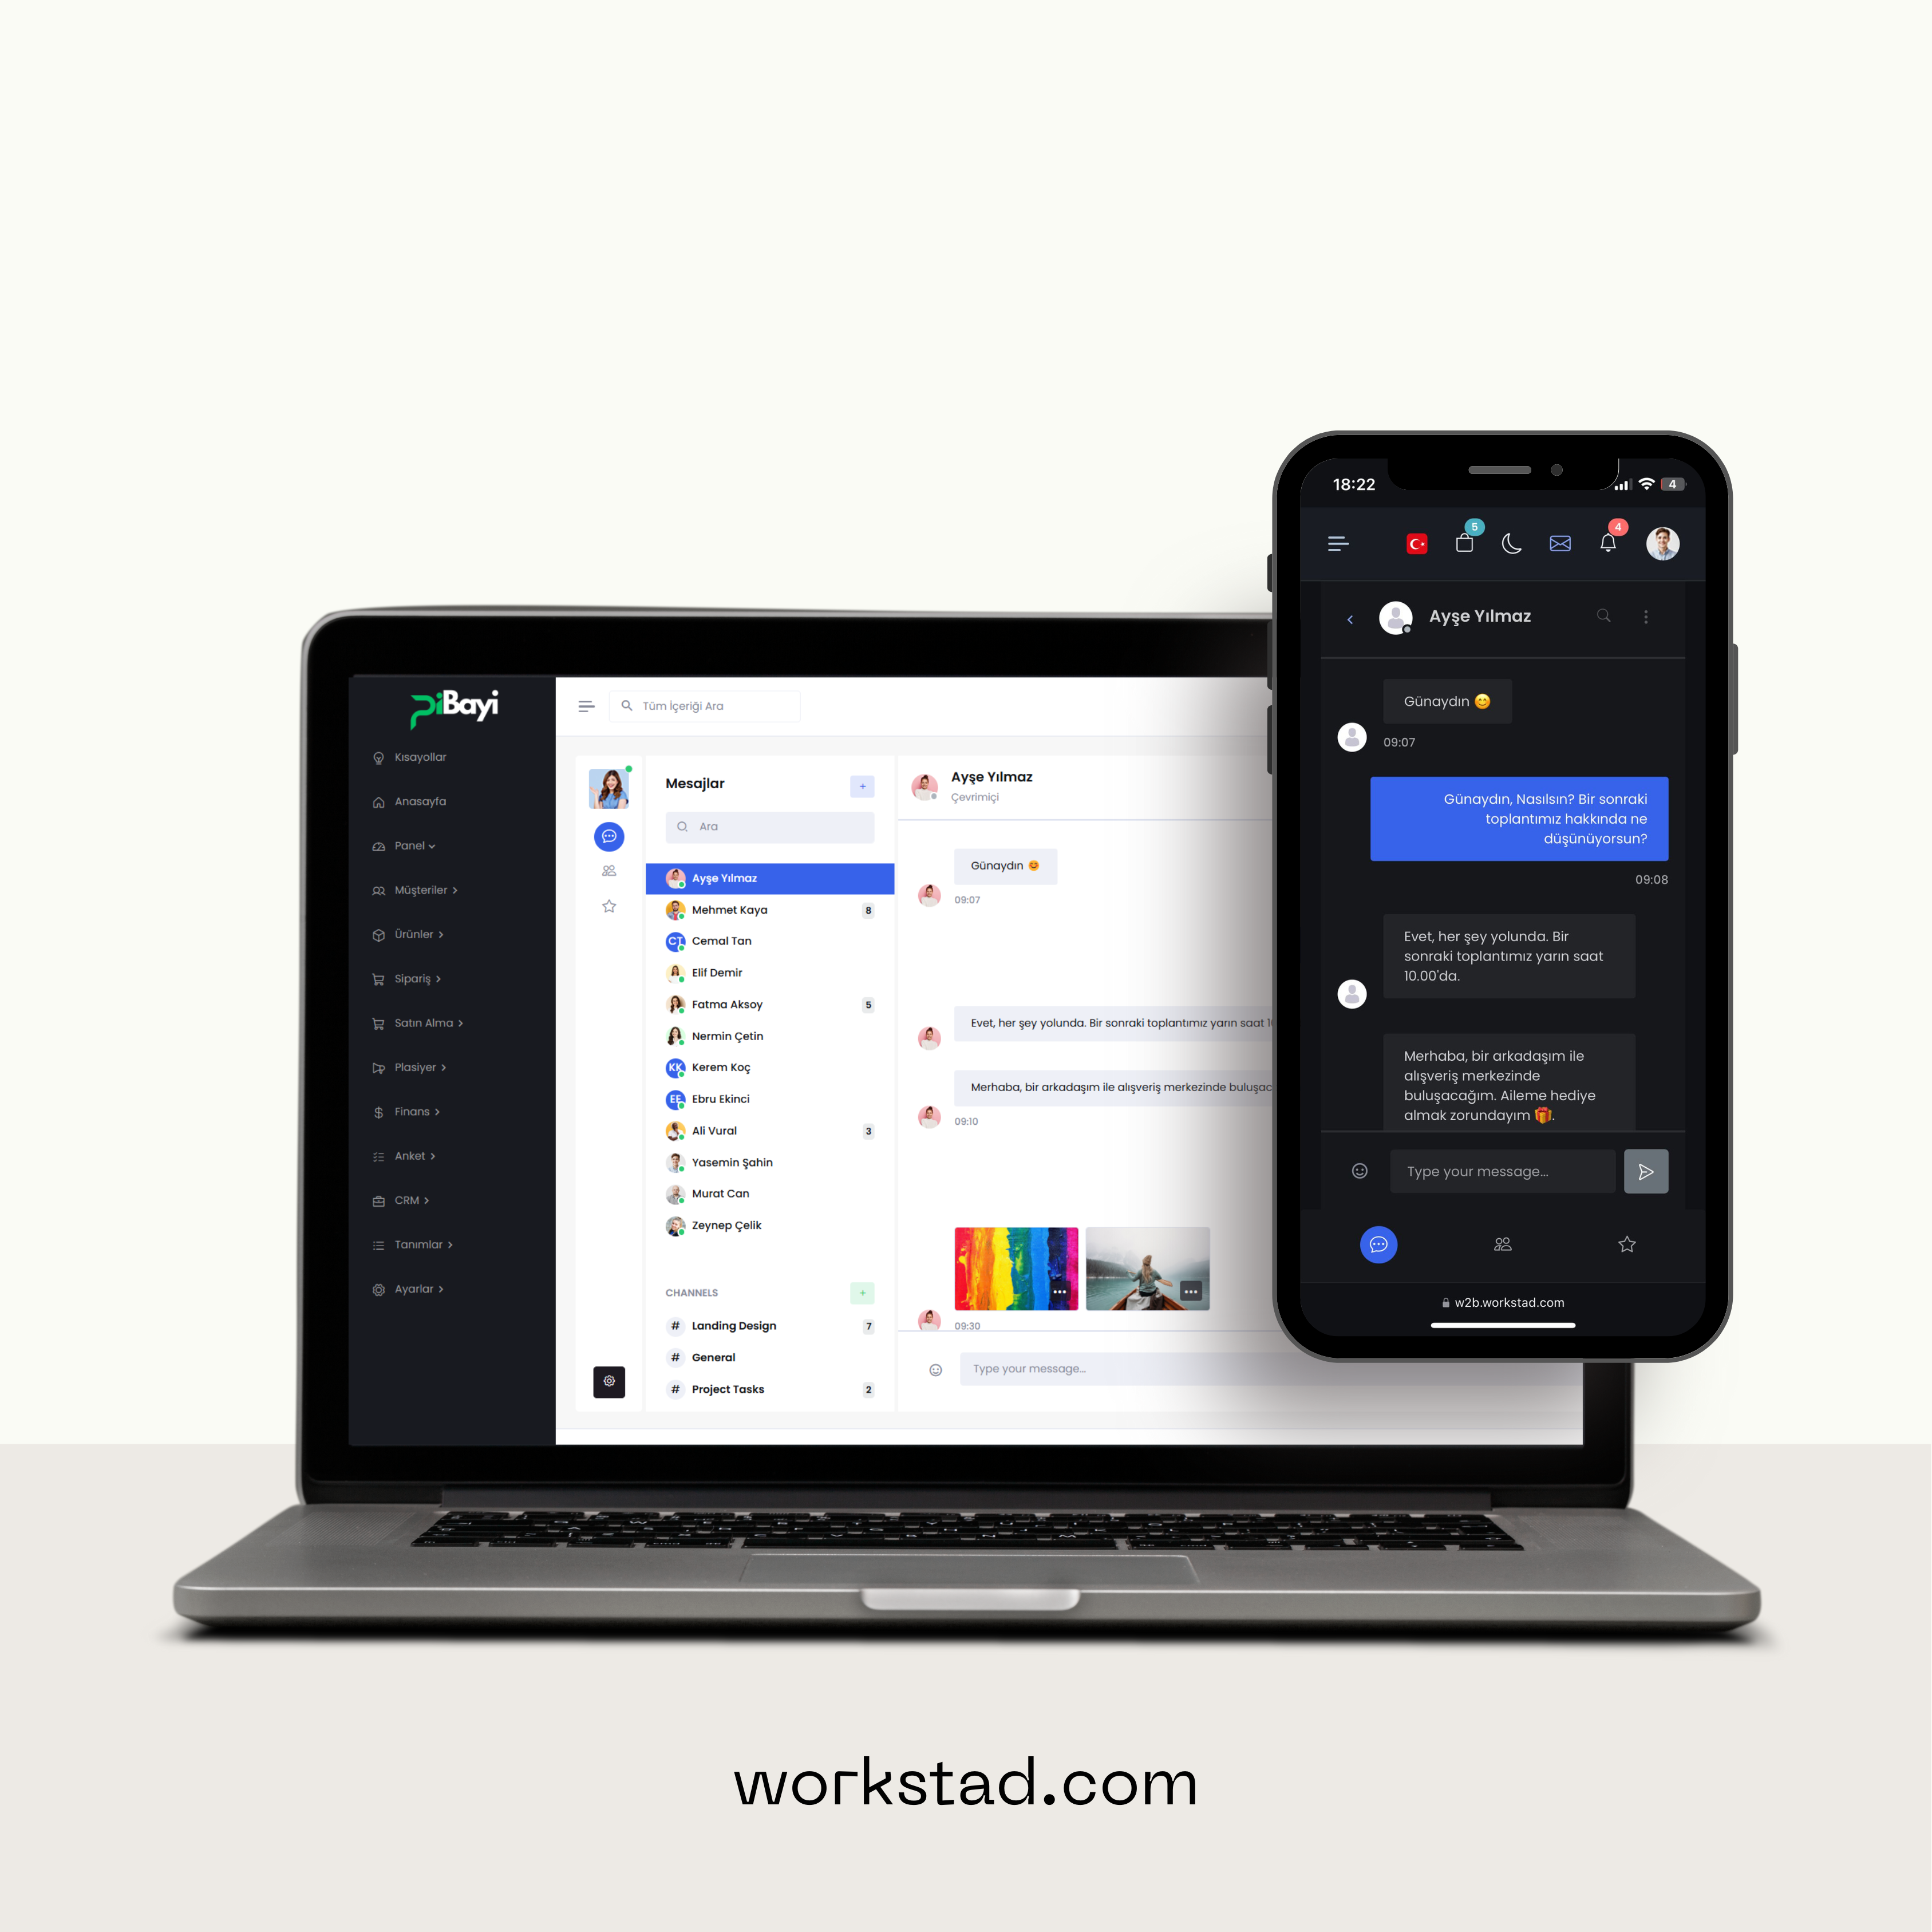 piBayi
Kısayollar
Anasayfa
Panel
Müşteriler
Ürünler
Sipariş
Satın Alma
Plasiyer
Finans
Anket
CRM
Tanımlar
Ayarlar
Tüm İçeriği Ara
Mesajlar
+
Ara
Ayşe Yılmaz
Mehmet Kaya 8
CT Cemal Tan
Elif Demir
Fatma Aksoy 5
Nermin Çetin
KK Kerem Koç
EE Ebru Ekinci
Ali Vural 3
Yasemin Şahin
Murat Can
Zeynep Çelik
CHANNELS +
# Landing Design 7
# General
# Project Tasks 2
Ayşe Yılmaz
Çevrimiçi
Günaydın 😊
09:07
Evet, her şey yolunda. Bir sonraki toplantımız yarın saat 1
Merhaba, bir arkadaşım ile alışveriş merkezinde buluşac
09:10
09:30
Type your message...
18:22 4
5 4
Ayşe Yılmaz
Günaydın 😊
09:07
Günaydın, Nasılsın? Bir sonraki
toplantımız hakkında ne
düşünüyorsun?
09:08
Evet, her şey yolunda. Bir
sonraki toplantımız yarın saat
10.00'da.
Merhaba, bir arkadaşım ile
alışveriş merkezinde
buluşacağım. Aileme hediye
almak zorundayım 🎁.
Type your message...
w2b.workstad.com
workstad.com